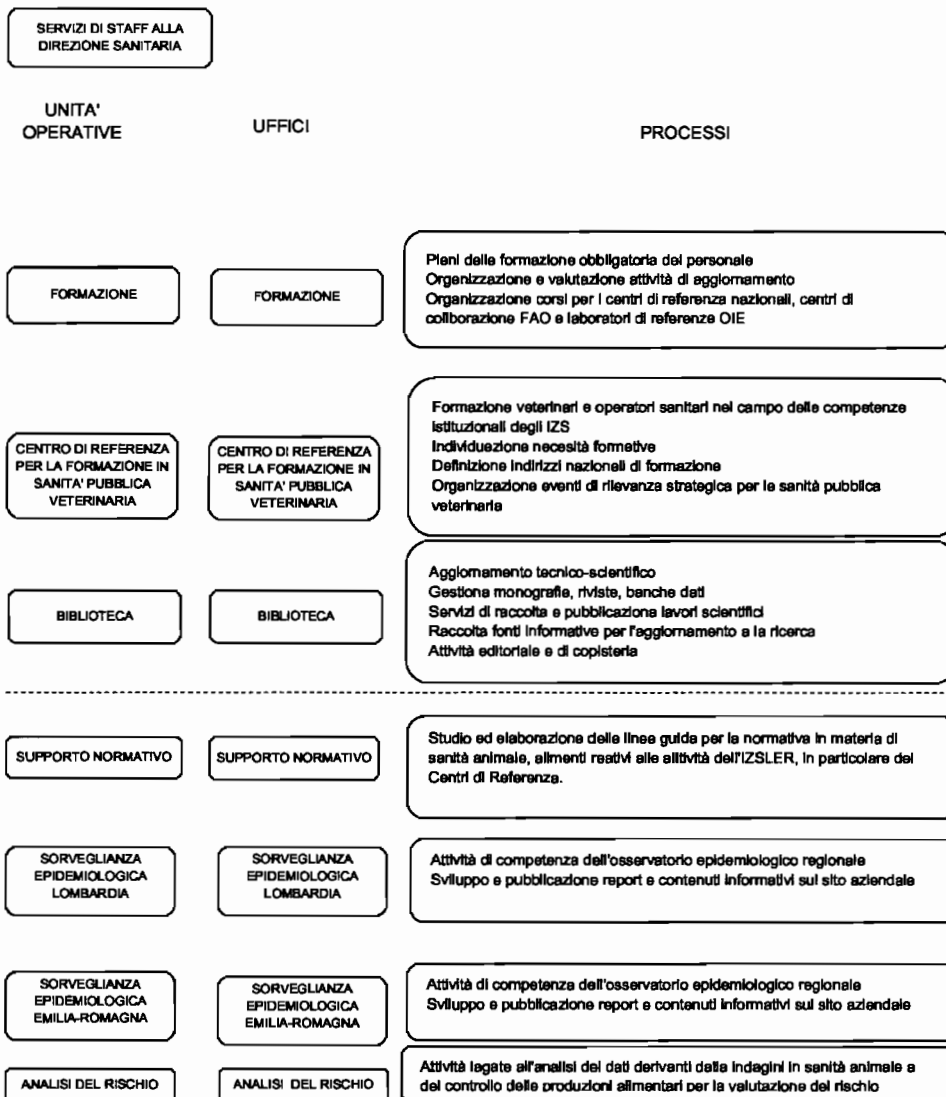 SERVIZI DI STAFF ALLA
DIREZIONE SANITARIA
UNITA'
OPERATIVE
UFFICI
PROCESSI
FORMAZIONE
FORMAZIONE
Piani della formazione obbligatoria del personale
Organizzazione e valutazione attività di aggiornamento
Organizzazione corsi per i centri di referenza nazionali, centri di
collborazione FAO e laboratori di referenza OIE
CENTRO DI REFERENZA
PER LA FORMAZIONE IN
SANITA' PUBBLICA
VETERINARIA
CENTRO DI REFERENZA
PER LA FORMAZIONE IN
SANITA' PUBBLICA
VETERINARIA
Formazione veterinari e operatori sanitari nel campo delle competenze
istituzionali degli IZS
Individuazione necesità formative
Definizione indirizzi nazionali di formazione
Organizzazione eventi di rilevanza strategica per la sanità pubblica
veterinaria
BIBLIOTECA
BIBLIOTECA
Aggiornamento tecnico-scientifico
Gestione monografie, riviste, banche dati
Servizi di raccolta e pubblicazione lavori scientifici
Raccolta fonti informative per l'aggiornamento e la ricerca
Attività editoriale e di copisteria
SUPPORTO NORMATIVO
SUPPORTO NORMATIVO
Studio ed elaborazione delle linee guida per la normativa in materia di
sanità animale, alimenti reativi alle alitività dell'IZSLER, in particolare dei
Centri di Referenza.
SORVEGLIANZA
EPIDEMIOLOGICA
LOMBARDIA
SORVEGLIANZA
EPIDEMIOLOGICA
LOMBARDIA
Attività di competenza dell'osservatorio epidemiologico regionale
Sviluppo e pubblicazione report e contenuti informativi sul sito aziendale
SORVEGLIANZA
EPIDEMIOLOGICA
EMILIA-ROMAGNA
SORVEGLIANZA
EPIDEMIOLOGICA
EMILIA-ROMAGNA
Attività di competenza dell'osservatorio epidemiologico regionale
Sviluppo e pubblicazione report e contenuti informativi sul sito aziendale
ANALISI DEL RISCHIO
ANALISI DEL RISCHIO
Attività legate all'analisi dei dati derivanti dalle indagini in sanità animale e
del controllo delle produzioni alimentari per la valutazione del rischio